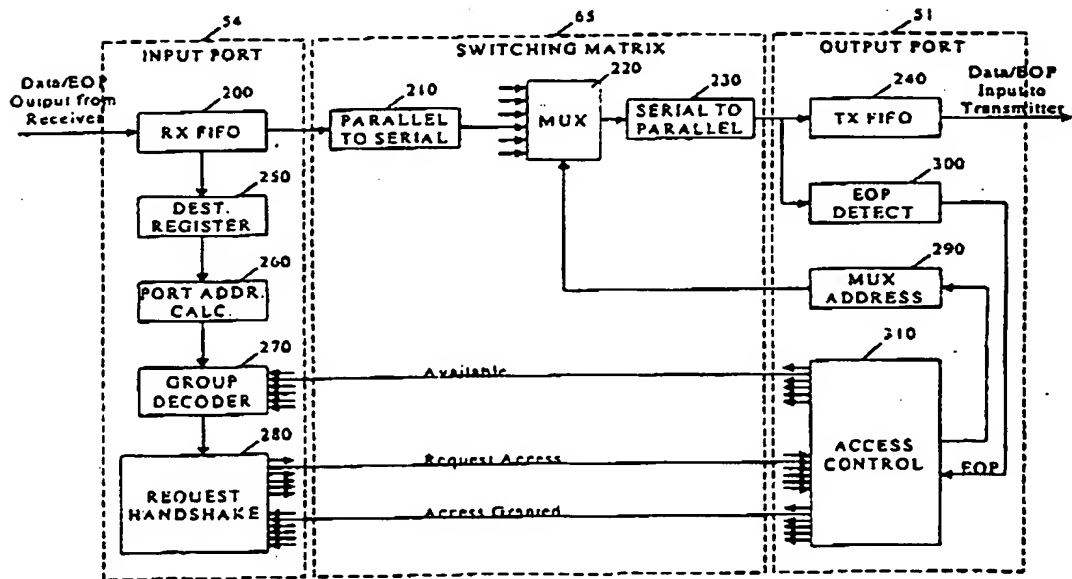 54
65
51
INPUT PORT
SWITCHING MATRIX
OUTPUT PORT
Data/EOP
Output from
Receiver
200
RX FIFO
210
PARALLEL
TO SERIAL
220
MUX
230
SERIAL TO
PARALLEL
240
TX FIFO
Data/EOP
Input to
Transmitter
250
DEST.
REGISTER
300
EOP
DETECT
260
PORT ADDR.
CALC.
290
MUX
ADDRESS
270
GROUP
DECODER
Available
310
ACCESS
CONTROL
EOP
280
REQUEST
HANDSHAKE
Request Access
Access Granted